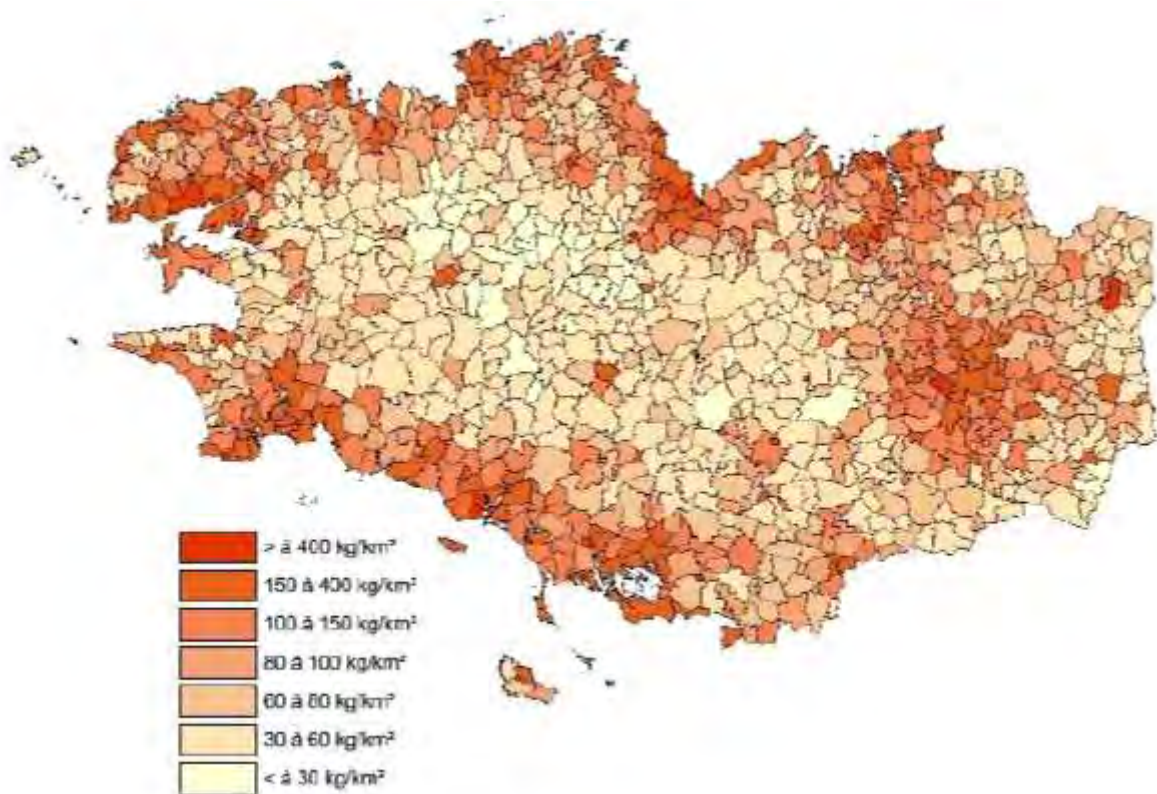 > à 400 kg/km²
150 à 400 kg/km²
100 à 150 kg/km²
80 à 100 kg/km²
60 à 80 kg/km²
30 à 60 kg/km²
< à 30 kg/km²